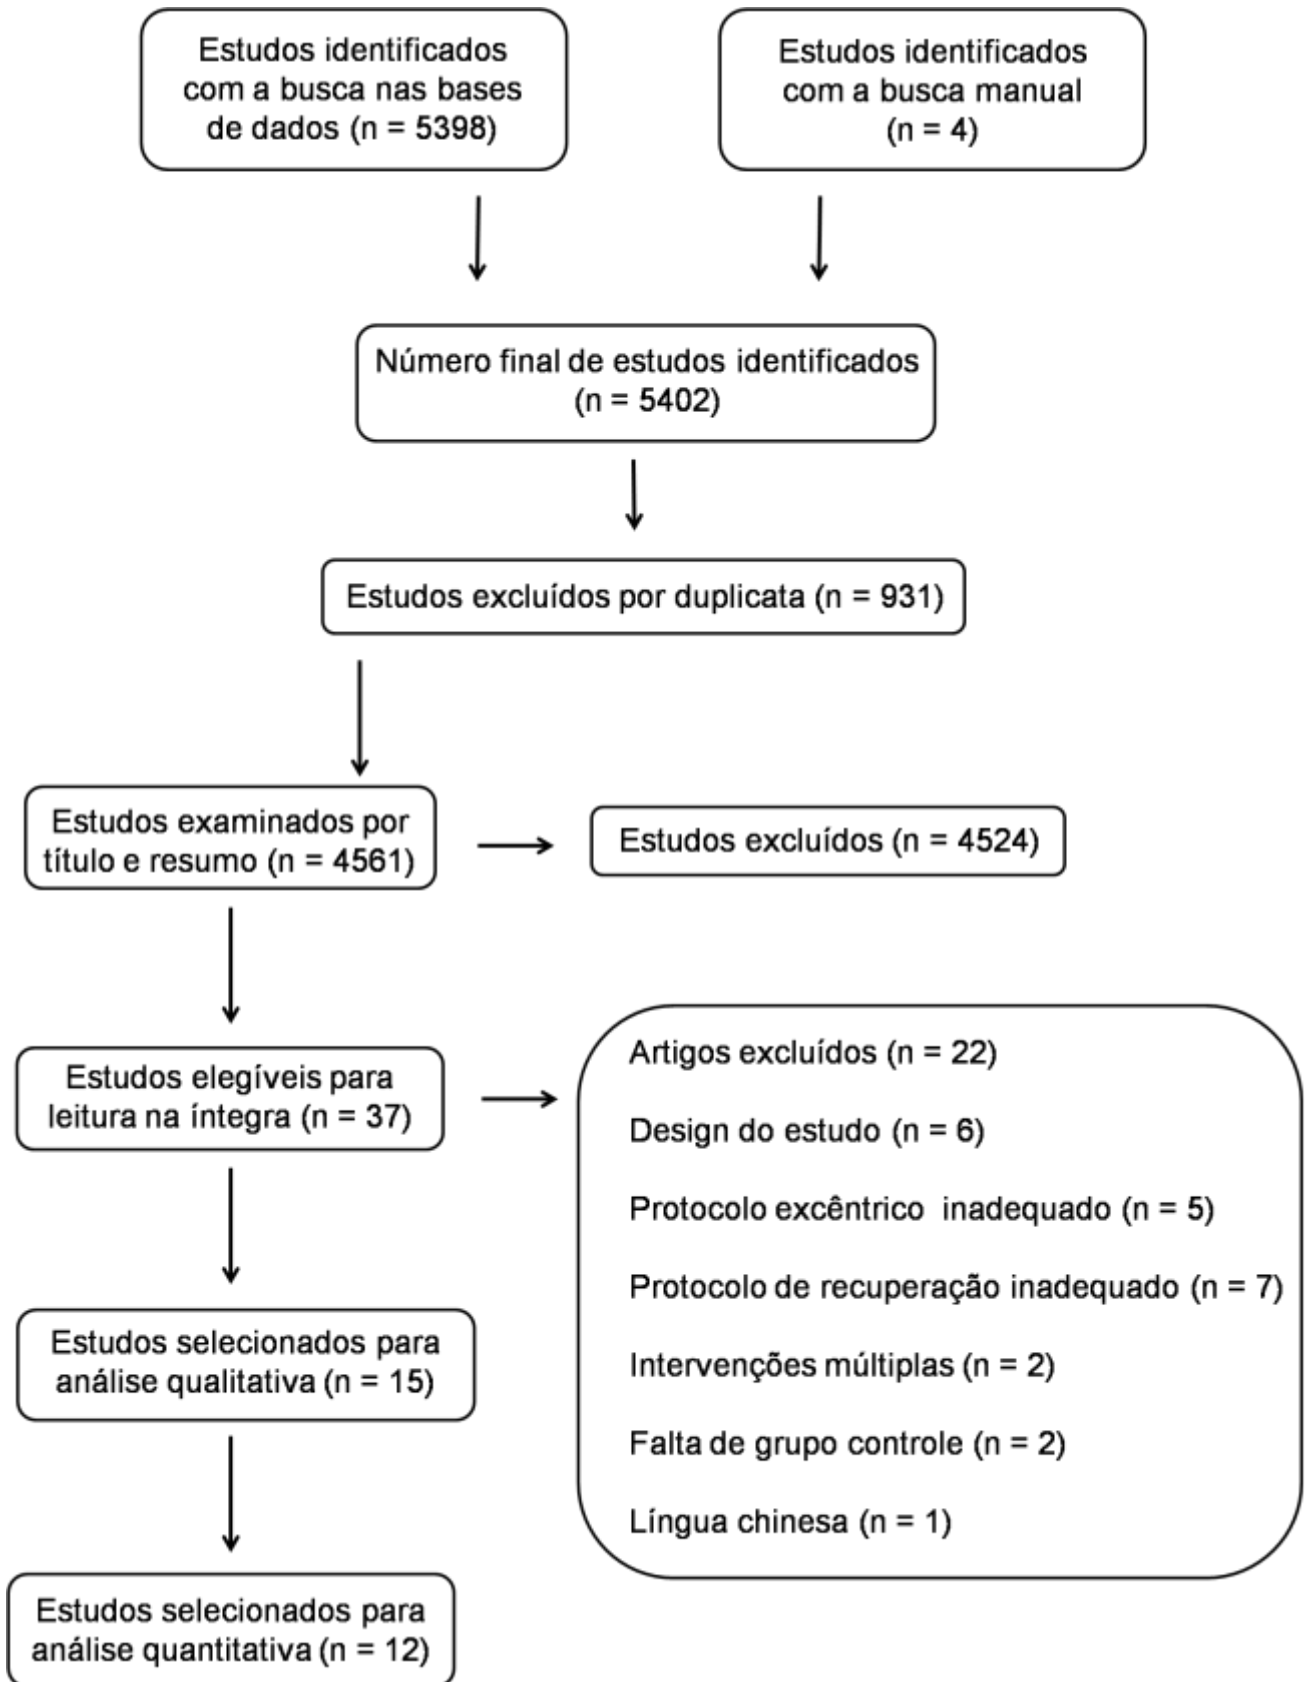 Estudos identificados
com a busca nas bases
de dados (n = 5398)
Estudos identificados
com a busca manual
(n = 4)
Número final de estudos identificados
(n = 5402)
Estudos excluídos por duplicata (n = 931)
Estudos examinados por
título e resumo (n = 4561)
Estudos excluídos (n = 4524)
Estudos elegíveis para
leitura na íntegra (n = 37)
Artigos excluídos (n = 22)
Design do estudo (n = 6)
Protocolo excêntrico  inadequado (n = 5)
Protocolo de recuperação inadequado (n = 7)
Intervenções múltiplas (n = 2)
Falta de grupo controle (n = 2)
Língua chinesa (n = 1)
Estudos selecionados para
análise qualitativa (n = 15)
Estudos selecionados para
análise quantitativa (n = 12)